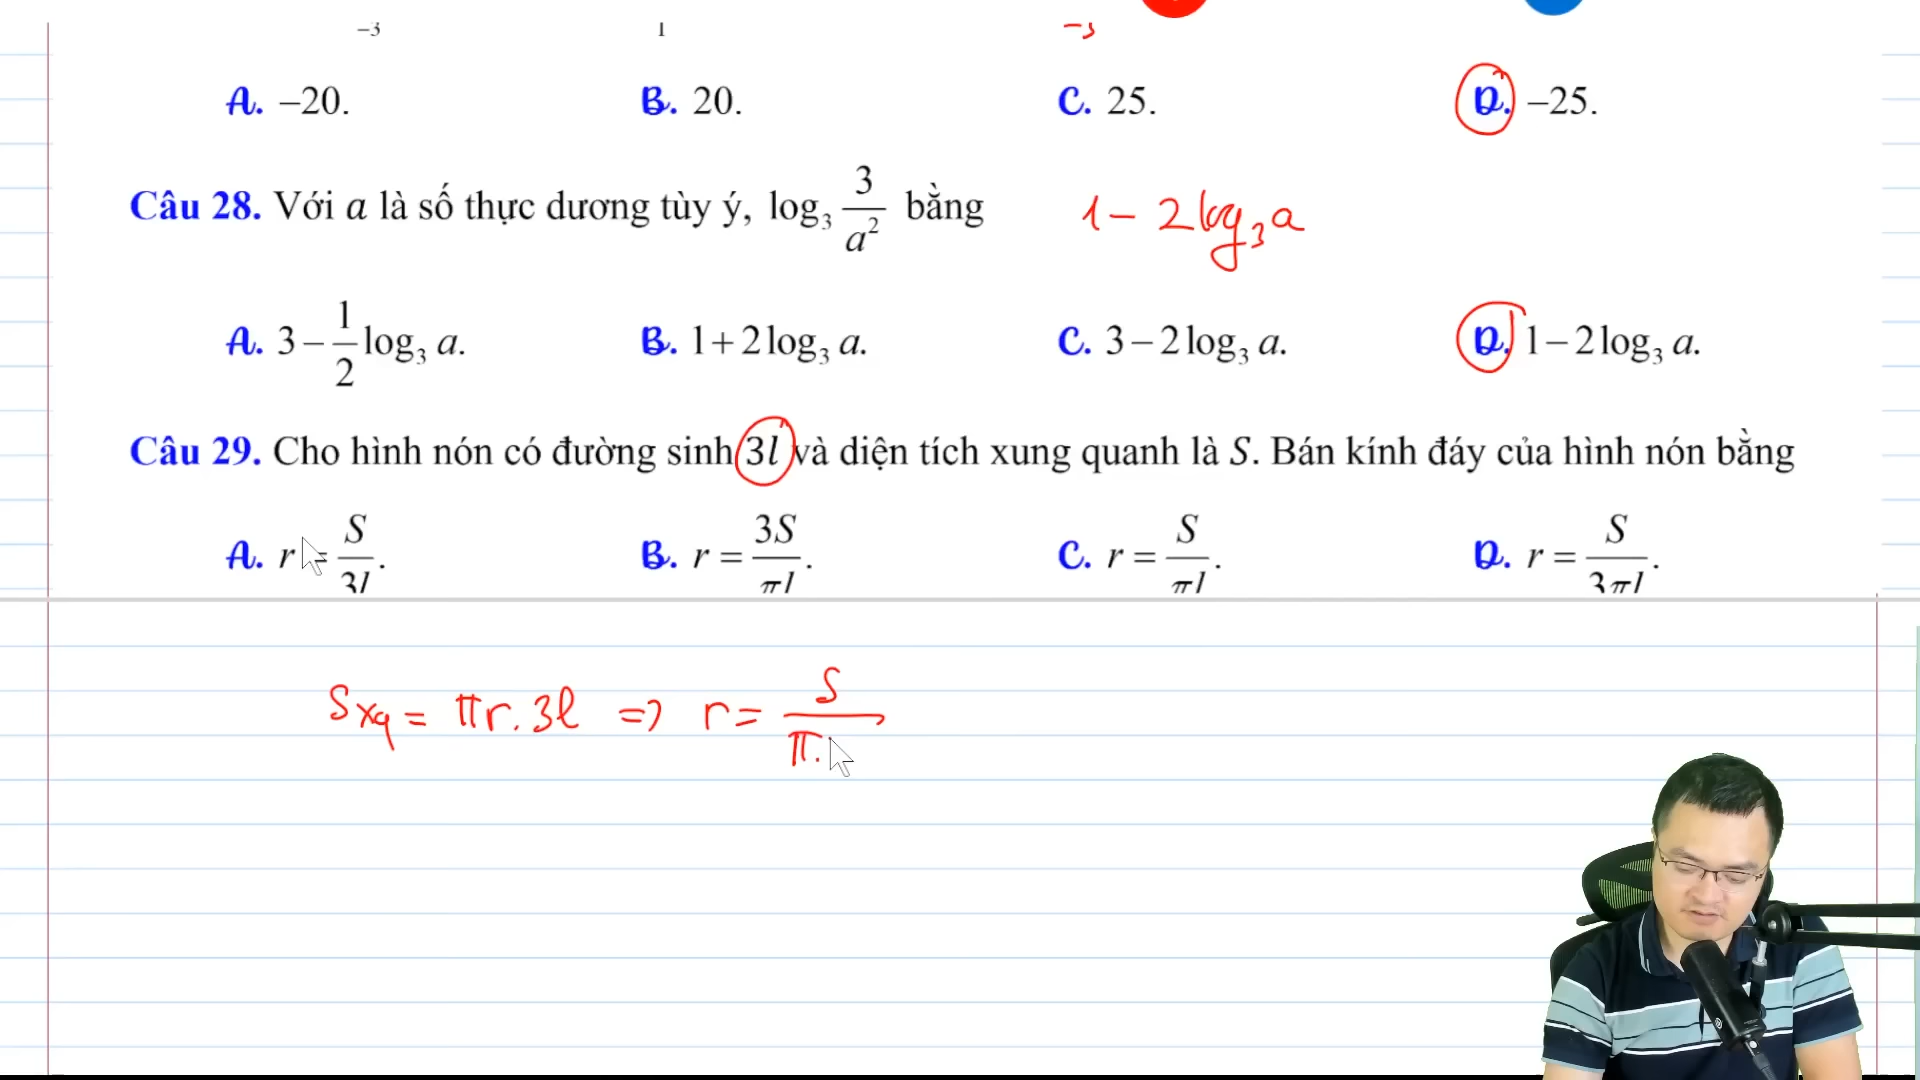 −3 1 −3
A. −20. B. 20. C. 25. D. −25.
Câu 28. Với a là số thực dương tùy ý, log₃ 3/a² bằng 1 − 2log₃a
A. 3 − 1/2 log₃ a. B. 1 + 2log₃ a. C. 3 − 2log₃ a. D. 1 − 2log₃ a.
Câu 29. Cho hình nón có đường sinh 3l và diện tích xung quanh là S. Bán kính đáy của hình nón bằng
A. r = S/3l. B. r = 3S/πl. C. r = S/πl. D. r = S/3πl.
Sxq = πr.3l => r = S/π.